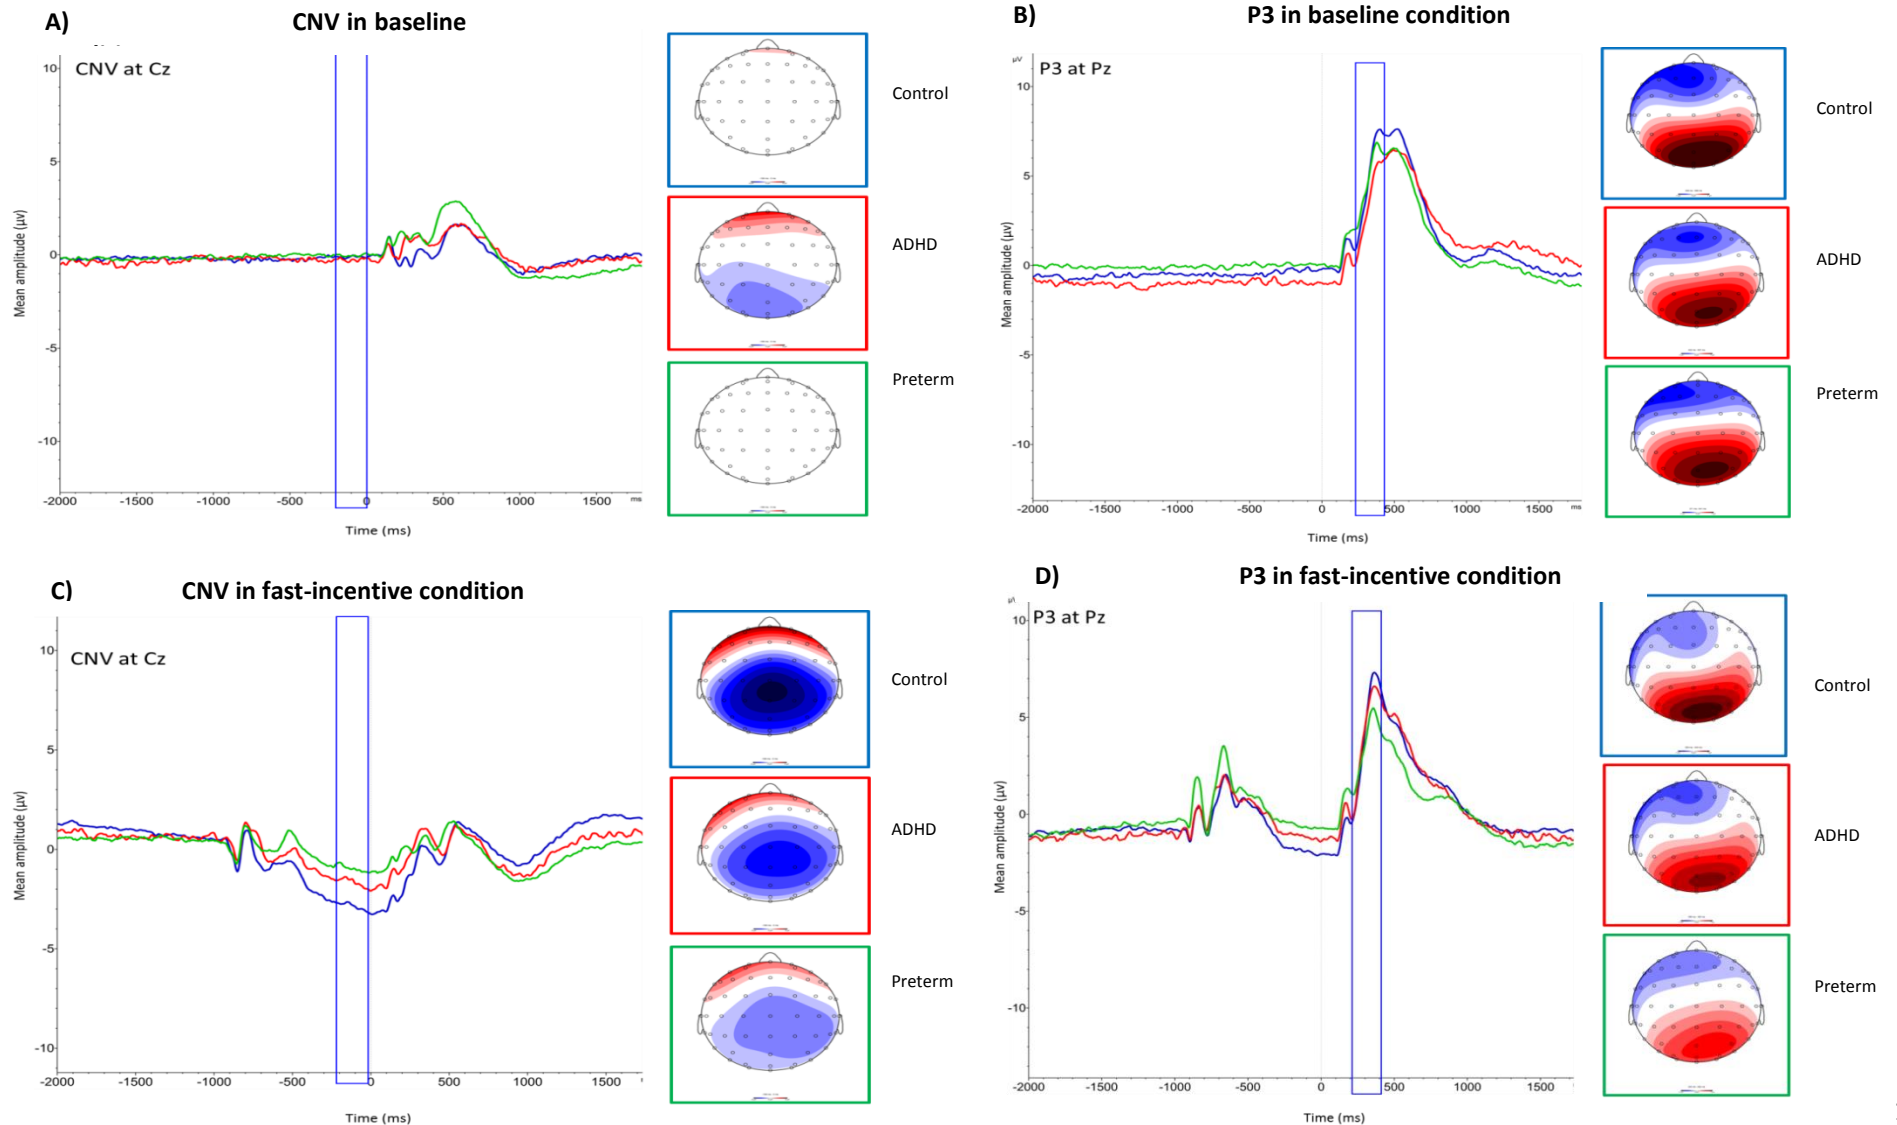 A) CNV in baseline
CNV at Cz
10
5
0
-5
-10
Mean amplitude (µv)
-2000 -1500 -1000 -500 0 500 1000 1500 ms
Time (ms)
Control
ADHD
Preterm
B) P3 in baseline condition
µV
P3 at Pz
10
5
0
-5
-10
Mean amplitude (µv)
-2000 -1500 -1000 -500 0 500 1000 1500 ms
Time (ms)
Control
ADHD
Preterm
C) CNV in fast-incentive condition
CNV at Cz
10
5
0
-5
-10
Mean amplitude (µv)
-2000 -1500 -1000 -500 0 500 1000 1500
Time (ms)
Control
ADHD
Preterm
D) P3 in fast-incentive condition
P3 at Pz
10
5
0
-5
-10
Mean amplitude (µv)
-2000 -1500 -1000 -500 0 500 1000 1500
Time (ms)
Control
ADHD
Preterm